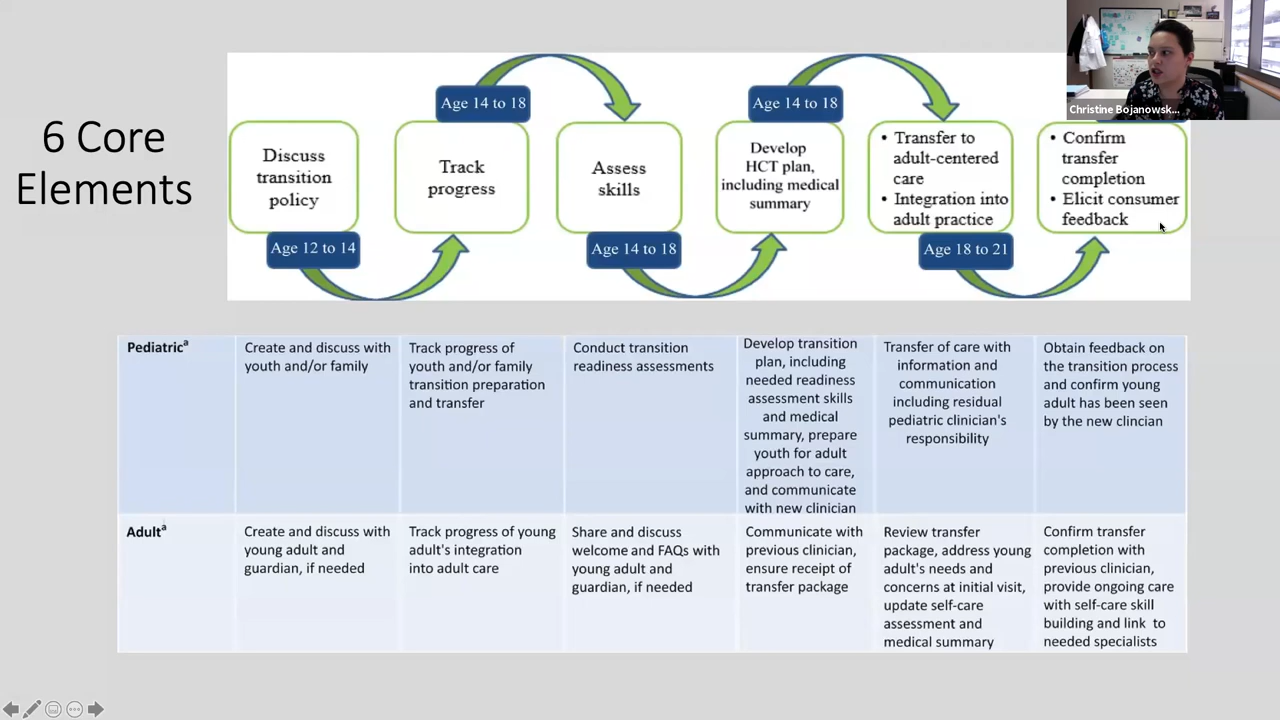 6 Core
Elements
Discuss
transition
policy
Age 12 to 14
Track
progress
Age 14 to 18
Assess
skills
Age 14 to 18
Develop
HCT plan,
including medical
summary
Age 14 to 18
• Transfer to
adult-centered
care
• Integration into
adult practice
Age 18 to 21
• Confirm
transfer
completion
• Elicit consumer
feedback
Christine Bojanowsk...
Pediatricª
Create and discuss with
youth and/or family
Track progress of
youth and/or family
transition preparation
and transfer
Conduct transition
readiness assessments
Develop transition
plan, including
needed readiness
assessment skills
and medical
summary, prepare
youth for adult
approach to care,
and communicate
with new clinician
Transfer of care with
information and
communication
including residual
pediatric clinician's
responsibility
Obtain feedback on
the transition process
and confirm young
adult has been seen
by the new clincian
Adultª
Create and discuss with
young adult and
guardian, if needed
Track progress of young
adult's integration
into adult care
Share and discuss
welcome and FAQs with
young adult and
guardian, if needed
Communicate with
previous clinician,
ensure receipt of
transfer package
Review transfer
package, address young
adult's needs and
concerns at initial visit,
update self-care
assessment and
medical summary
Confirm transfer
completion with
previous clinician,
provide ongoing care
with self-care skill
building and link to
needed specialists